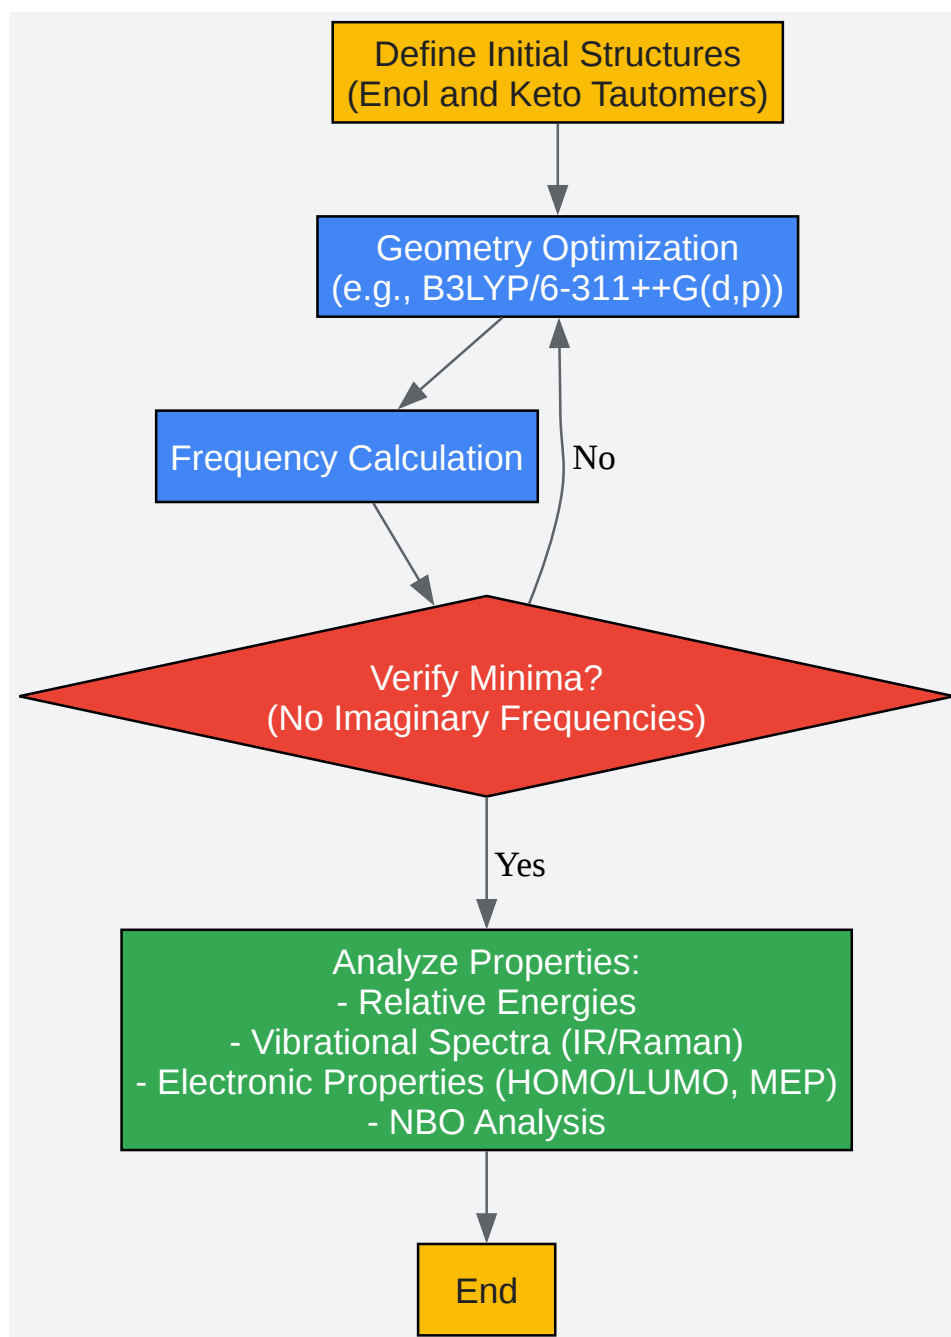 Define Initial Structures
(Enol and Keto Tautomers)
Geometry Optimization
(e.g., B3LYP/6-311++G(d,p))
Frequency Calculation
No
Verify Minima?
(No Imaginary Frequencies)
Yes
Analyze Properties:
- Relative Energies
- Vibrational Spectra (IR/Raman)
- Electronic Properties (HOMO/LUMO, MEP)
- NBO Analysis
End